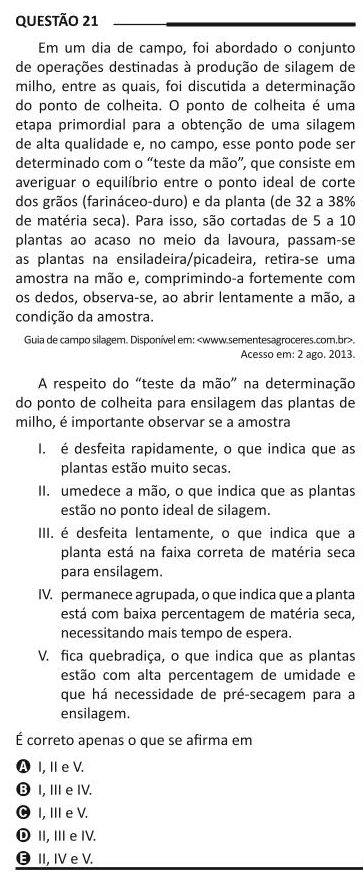 QUESTÃO 21
Em um dia de campo, foi abordado o conjunto
de operações destinadas à produção de silagem de
milho, entre as quais, foi discutida a determinação
do ponto de colheita. O ponto de colheita é uma
etapa primordial para a obtenção de uma silagem
de alta qualidade e, no campo, esse ponto pode ser
determinado com o “teste da mão”, que consiste em
averiguar o equilíbrio entre o ponto ideal de corte
dos grãos (farináceo-duro) e da planta (de 32 a 38%
de matéria seca). Para isso, são cortadas de 5 a 10
plantas ao acaso no meio da lavoura, passam-se
as plantas na ensiladeira/picadeira, retira-se uma
amostra na mão e, comprimindo-a fortemente com
os dedos, observa-se, ao abrir lentamente a mão, a
condição da amostra.
Guia de campo silagem. Disponível em: <www.sementesagroceres.com.br>.
Acesso em: 2 ago. 2013.
A respeito do “teste da mão” na determinação
do ponto de colheita para ensilagem das plantas de
milho, é importante observar se a amostra
I. é desfeita rapidamente, o que indica que as
plantas estão muito secas.
II. umedece a mão, o que indica que as plantas
estão no ponto ideal de silagem.
III. é desfeita lentamente, o que indica que a
planta está na faixa correta de matéria seca
para ensilagem.
IV. permanece agrupada, o que indica que a planta
está com baixa percentagem de matéria seca,
necessitando mais tempo de espera.
V. fica quebradiça, o que indica que as plantas
estão com alta percentagem de umidade e
que há necessidade de pré-secagem para a
ensilagem.
É correto apenas o que se afirma em
A I, II e V.
B I, III e IV.
C I, III e V.
D II, III e IV.
E II, IV e V.